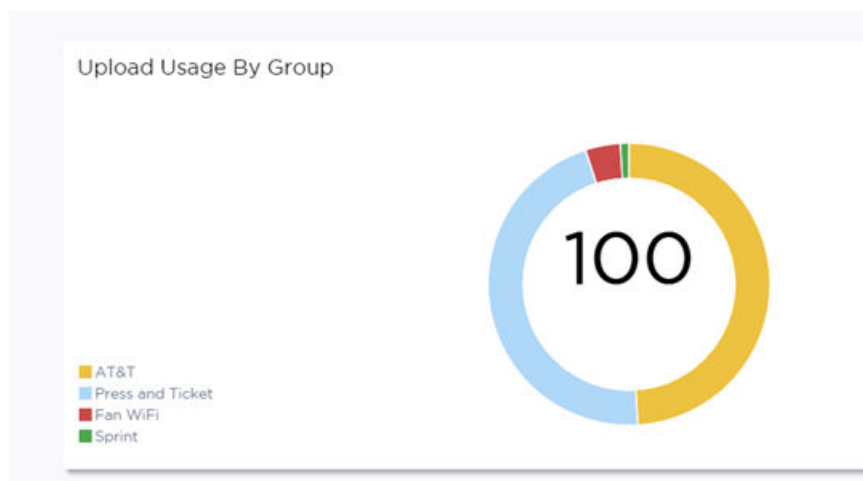 Upload Usage By Group
100
AT&T
Press and Ticket
Fan WiFi
Sprint